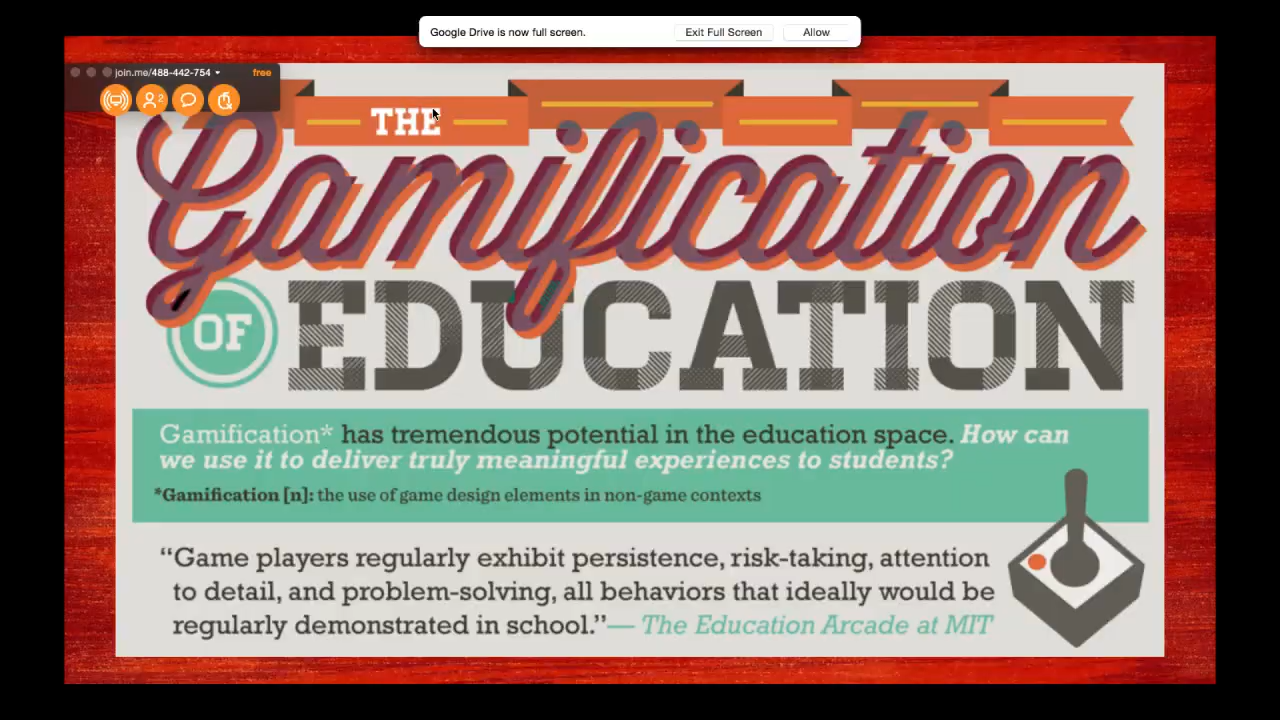 Google Drive is now full screen. Exit Full Screen Allow
join.me/488-442-754 free
2
THE
Gamification
OF EDUCATION
Gamification* has tremendous potential in the education space. How can
we use it to deliver truly meaningful experiences to students?
*Gamification [n]: the use of game design elements in non-game contexts
“Game players regularly exhibit persistence, risk-taking, attention
to detail, and problem-solving, all behaviors that ideally would be
regularly demonstrated in school.”— The Education Arcade at MIT